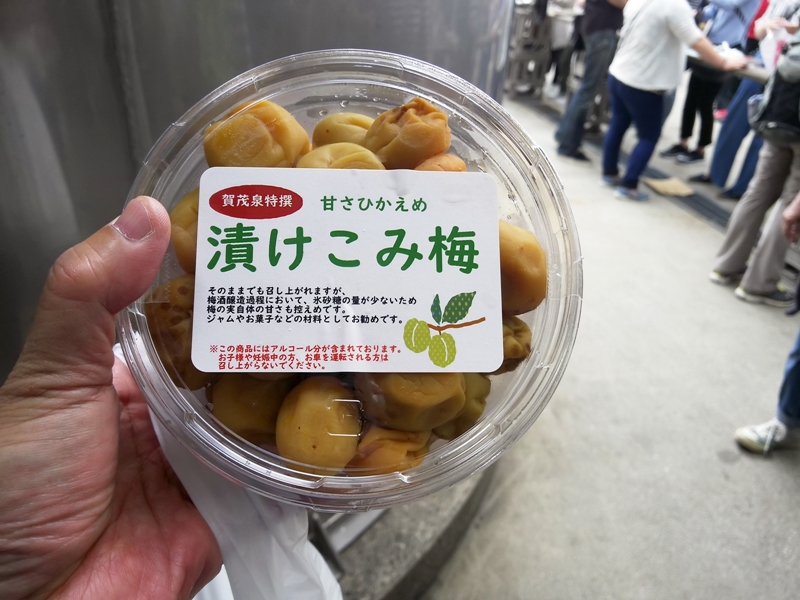 賀茂泉特撰
甘さひかえめ
漬けこみ梅
そのままでも召し上がれますが、
梅酒醸造過程において、氷砂糖の量が少ないため
梅の実自体の甘さも控えめです。
ジャムやお菓子などの材料としてお勧めです。
※この商品にはアルコール分が含まれております。
お子様や妊娠中の方、お車を運転される方は
召し上がらないでください。